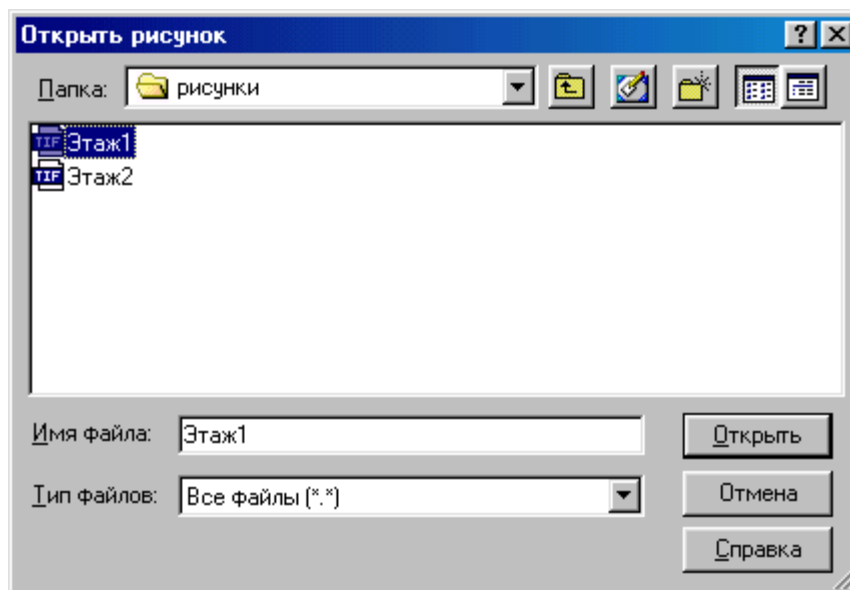 Открыть рисунок
Папка: рисунки
TIF Этаж1
TIF Этаж2
Имя файла: Этаж1 Открыть
Тип файлов: Все файлы (*.*) Отмена
Справка